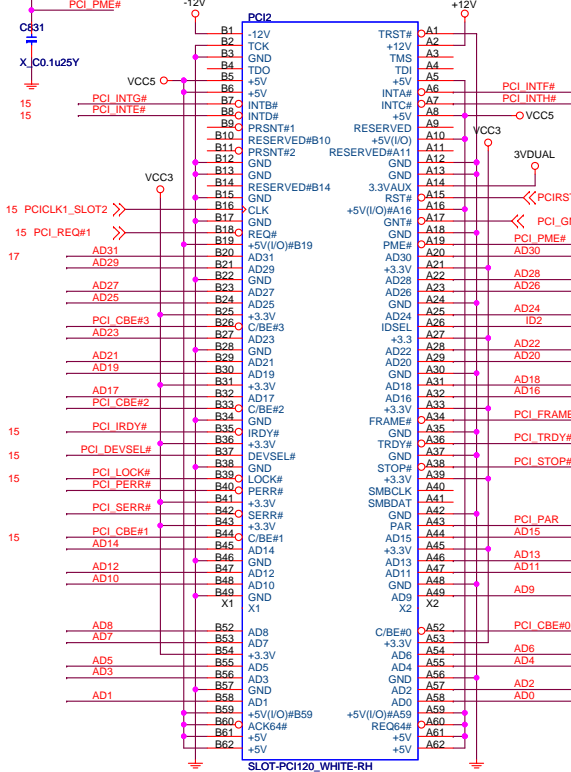 PCI_PME#
-12V
+12V
PCI2
C831
X_C0.1u25Y
B1 -12V TRST# A1
B2 TCK +12V A2
B3 GND TMS A3
B4 TDO TDI A4
VCC5 B5 +5V +5V A5
B6 +5V INTA# A6 PCI_INTF#
15 PCI_INTG# B7 INTB# INTC# A7 PCI_INTH#
15 PCI_INTE# B8 INTD# +5V A8 VCC5
B9 PRSNT#1 RESERVED A9
B10 RESERVED#B10 +5V(I/O) A10
B11 PRSNT#2 RESERVED#A11 A11 VCC3
B12 GND GND A12
B13 GND GND A13 3VDUAL
VCC3 B14 RESERVED#B14 3.3VAUX A14
B15 GND RST# A15 PCIRS
15 PCICLK1_SLOT2 B16 CLK +5V(I/O)#A16 A16
B17 GND GNT# A17 PCI_G
15 PCI_REQ#1 B18 REQ# GND A18
B19 +5V(I/O)#B19 PME# A19 PCI_PME#
17 AD31 B20 AD31 AD30 A20 AD30
AD29 B21 AD29 +3.3V A21
B22 GND AD28 A22 AD28
AD27 B23 AD27 AD26 A23 AD26
AD25 B24 AD25 GND A24
B25 +3.3V AD24 A25 AD24
PCI_CBE#3 B26 C/BE#3 IDSEL A26 ID2
AD23 B27 AD23 +3.3 A27
B28 GND AD22 A28 AD22
AD21 B29 AD21 AD20 A29 AD20
AD19 B30 AD19 GND A30
B31 +3.3V AD18 A31 AD18
AD17 B32 AD17 AD16 A32 AD16
PCI_CBE#2 B33 C/BE#2 +3.3V A33
B34 GND FRAME# A34 PCI_FRAME
15 PCI_IRDY# B35 IRDY# GND A35
B36 +3.3V TRDY# A36 PCI_TRDY#
15 PCI_DEVSEL# B37 DEVSEL# GND A37
B38 GND STOP# A38 PCI_STOP#
15 PCI_LOCK# B39 LOCK# +3.3V A39
PCI_PERR# B40 PERR# SMBCLK A40
B41 +3.3V SMBDAT A41
PCI_SERR# B42 SERR# GND A42
B43 +3.3V PAR A43 PCI_PAR
15 PCI_CBE#1 B44 C/BE#1 AD15 A44 AD15
AD14 B45 AD14 +3.3V A45
B46 GND AD13 A46 AD13
AD12 B47 AD12 AD11 A47 AD11
AD10 B48 AD10 GND A48
B49 GND AD9 A49 AD9
X1 X1 X2 X2
AD8 B52 AD8 C/BE#0 A52 PCI_CBE#0
AD7 B53 AD7 +3.3V A53
B54 +3.3V AD6 A54 AD6
AD5 B55 AD5 AD4 A55 AD4
AD3 B56 AD3 GND A56
B57 GND AD2 A57 AD2
AD1 B58 AD1 AD0 A58 AD0
B59 +5V(I/O)#B59 +5V(I/O)#A59 A59
B60 ACK64# REQ64# A60
B61 +5V +5V A61
B62 +5V +5V A62
SLOT-PCI120_WHITE-RH